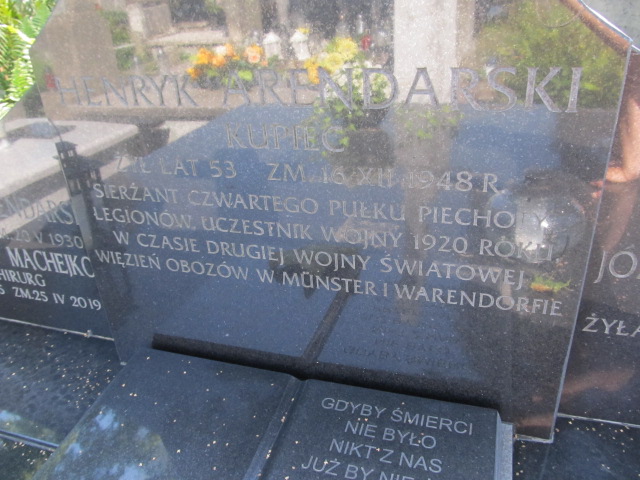 HENRYK ARENDARSKI
KUPIEC
ŻYŁ LAT 53 ZM. 16 XII 1948 R.
SIERŻANT CZWARTEGO PUŁKU PIECHOTY
LEGIONÓW UCZESTNIK WOJNY 1920 ROKU
W CZASIE DRUGIEJ WOJNY ŚWIATOWEJ
WIĘZIEŃ OBOZÓW W MÜNSTER I WARENDORFIE
1930
MACHEJKO
CHIRURG
ZM. 25 IV 2019
JO
ŻYŁA
GDYBY ŚMIERCI
NIE BYŁO
NIKT Z NAS
JUŻ BY NIE